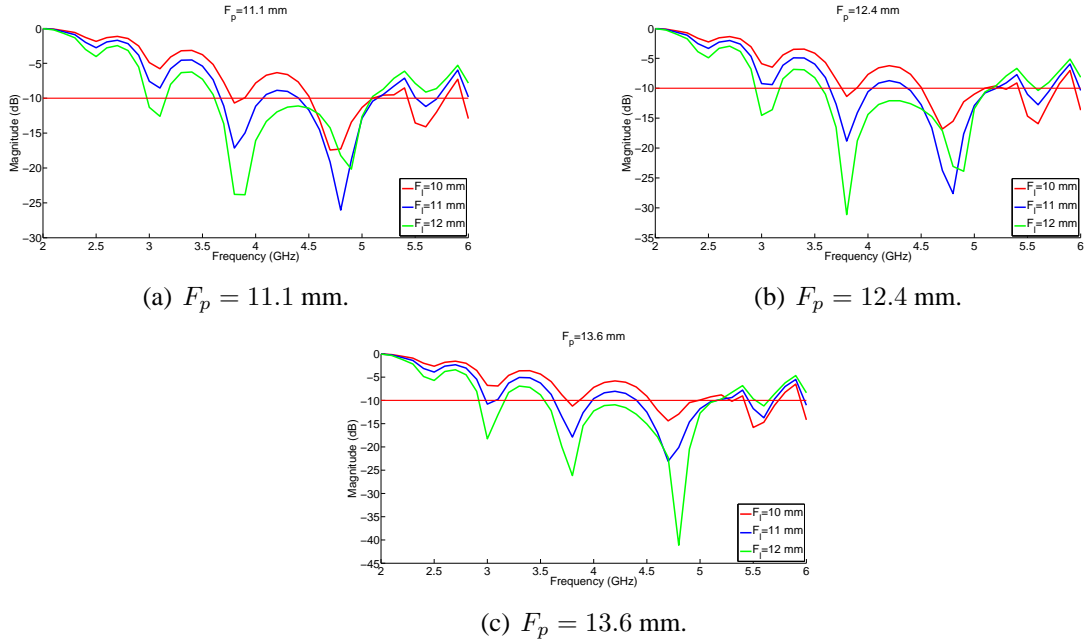 F_p=11.1 mm
0
−5
−10
−15
−20
−25
−30
Magnitude (dB)
2 2.5 3 3.5 4 4.5 5 5.5 6
Frequency (GHz)
F_l=10 mm
F_l=11 mm
F_l=12 mm
(a) F_p = 11.1 mm.
F_p=12.4 mm
0
−5
−10
−15
−20
−25
−30
−35
Magnitude (dB)
2 2.5 3 3.5 4 4.5 5 5.5 6
Frequency (GHz)
F_l=10 mm
F_l=11 mm
F_l=12 mm
(b) F_p = 12.4 mm.
F_p=13.6 mm
0
−5
−10
−15
−20
−25
−30
−35
−40
−45
Magnitude (dB)
2 2.5 3 3.5 4 4.5 5 5.5 6
Frequency (GHz)
F_l=10 mm
F_l=11 mm
F_l=12 mm
(c) F_p = 13.6 mm.